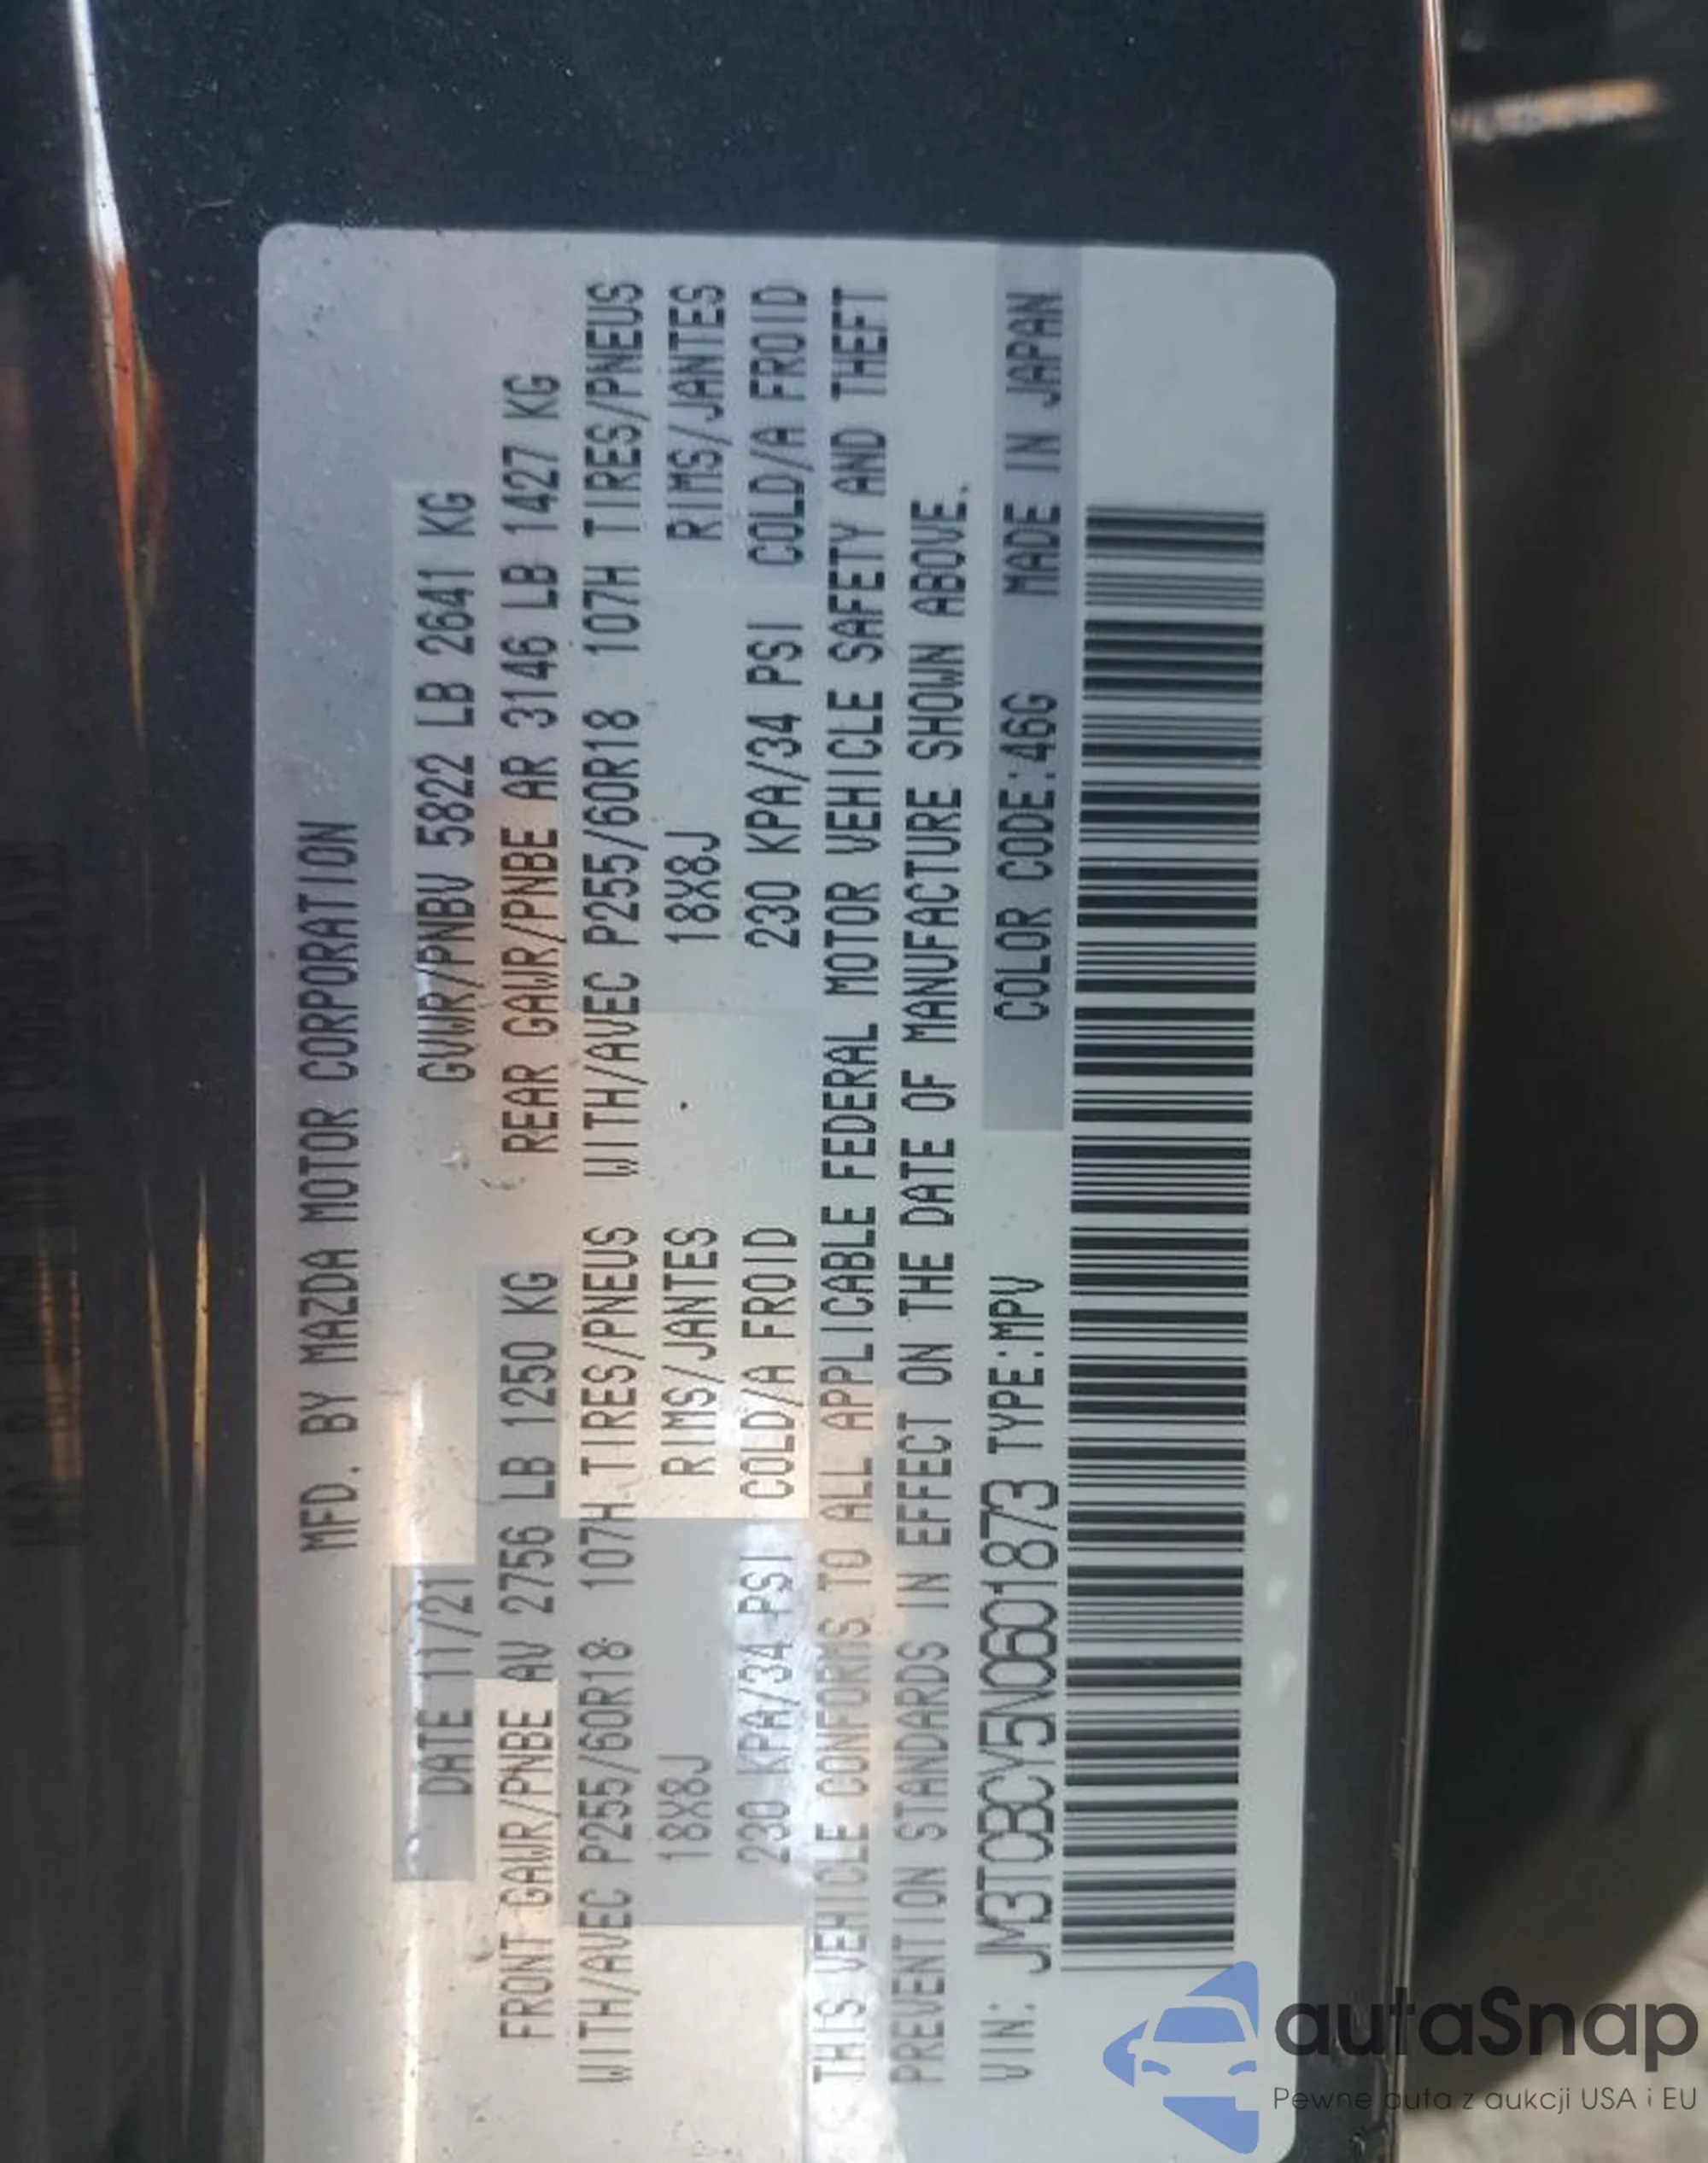 MFD. BY MAZDA MOTOR CORPORATION
DATE 11/21 GVWR/PNBV 5822 LB 2641 KG
FRONT GAWR/PNBE AV 2756 LB 1250 KG REAR GAWR/PNBE AR 3146 LB 1427 KG
WITH/AVEC P255/60R18 107H TIRES/PNEUS WITH/AVEC P255/60R18 107H TIRES/PNEUS
18X8J RIMS/JANTES 18X8J RIMS/JANTES
230 KPA/34 PSI COLD/A FROID 230 KPA/34 PSI COLD/A FROID
THIS VEHICLE CONFORMS TO ALL APPLICABLE FEDERAL MOTOR VEHICLE SAFETY AND THEFT
PREVENTION STANDARDS IN EFFECT ON THE DATE OF MANUFACTURE SHOWN ABOVE.
VIN: JM3TCBCY5N0601873 TYPE:MPV COLOR CODE:46G MADE IN JAPAN
autaSnap
Pewne auta z aukcji USA i EU